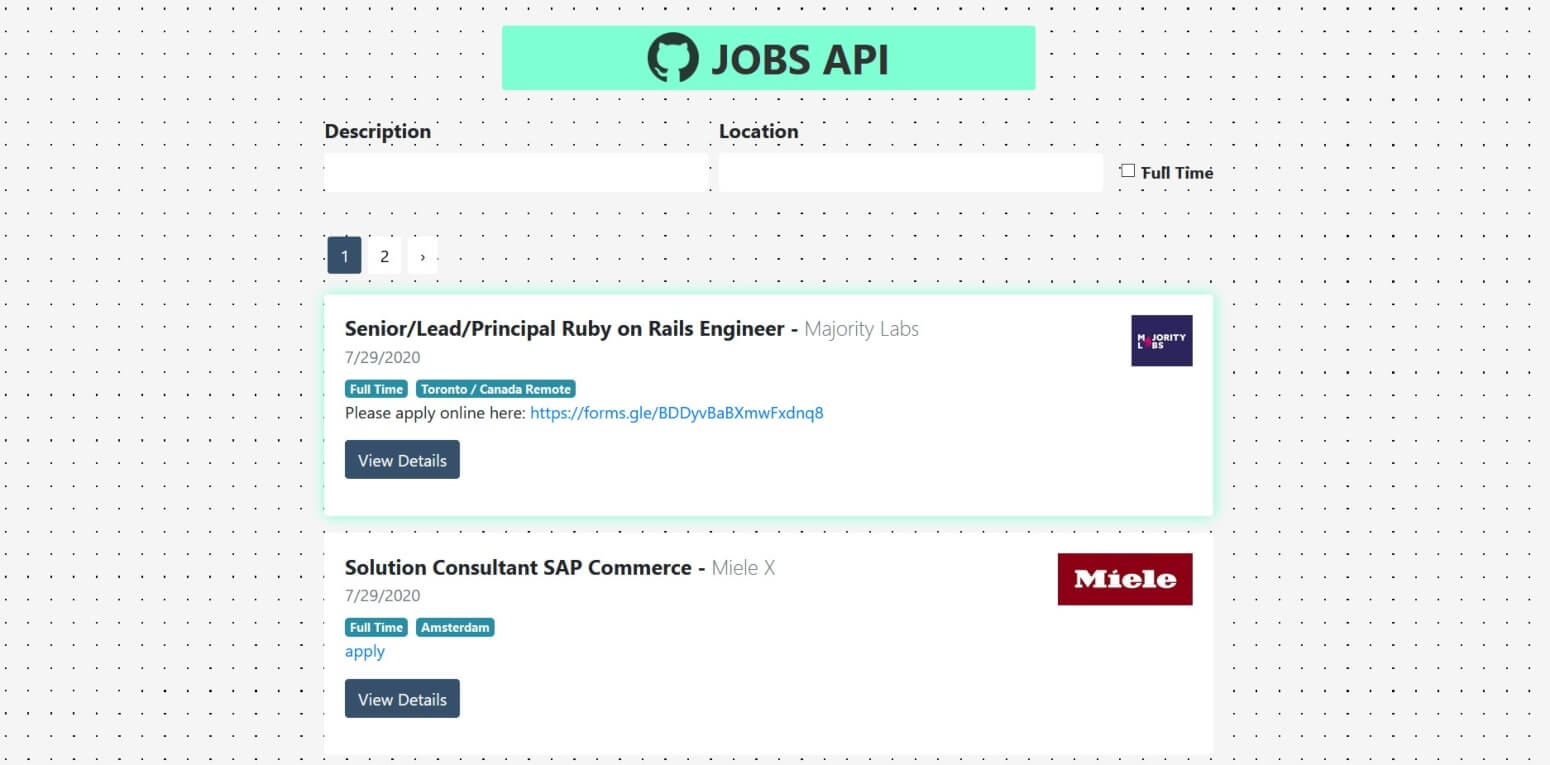 JOBS API
Description
Location
Full Time
1 2 ›
Senior/Lead/Principal Ruby on Rails Engineer - Majority Labs
MAJORITY
LABS
7/29/2020
Full Time Toronto / Canada Remote
Please apply online here: https://forms.gle/BDDyvBaBXmwFxdnq8
View Details
Solution Consultant SAP Commerce - Miele X
Miele
7/29/2020
Full Time Amsterdam
apply
View Details